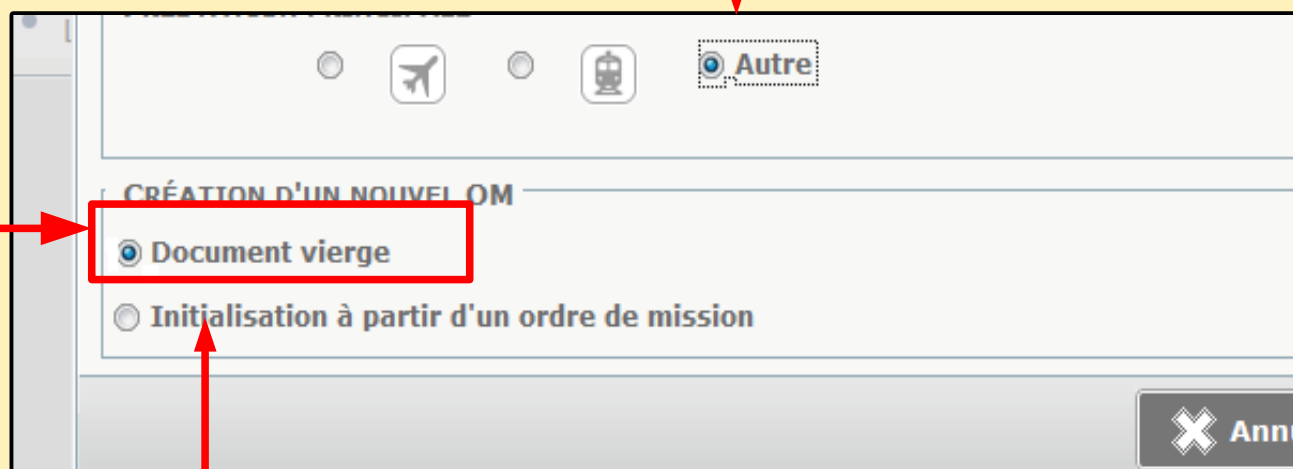 Autre
CRÉATION D'UN NOUVEL OM
Document vierge
Initialisation à partir d'un ordre de mission